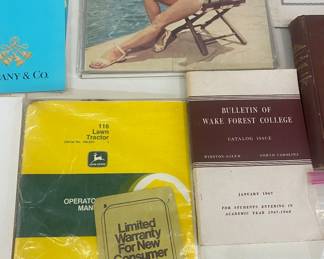 ANY & CO.
116
Lawn
Tractor
JOHN DEERE
OPERATOR
MAN
Limited
Warranty
For New
Consumer
BULLETIN OF
WAKE FOREST COLLEGE
CATALOG ISSUE
WINSTON-SALEM NORTH CAROLINA
JANUARY 1967
FOR STUDENTS ENTERING IN
ACADEMIC YEAR 1967-1968